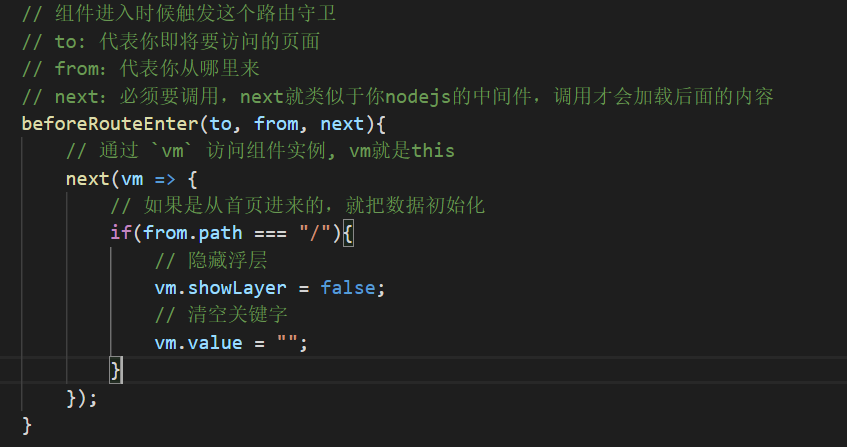 // 组件进入时候触发这个路由守卫
// to: 代表你即将要访问的页面
// from：代表你从哪里来
// next：必须要调用，next就类似于你nodejs的中间件，调用才会加载后面的内容
beforeRouteEnter(to, from, next){
// 通过 `vm` 访问组件实例, vm就是this
next(vm => {
// 如果是从首页进来的，就把数据初始化
if(from.path === "/"){
// 隐藏浮层
vm.showLayer = false;
// 清空关键字
vm.value = "";
}
});
}